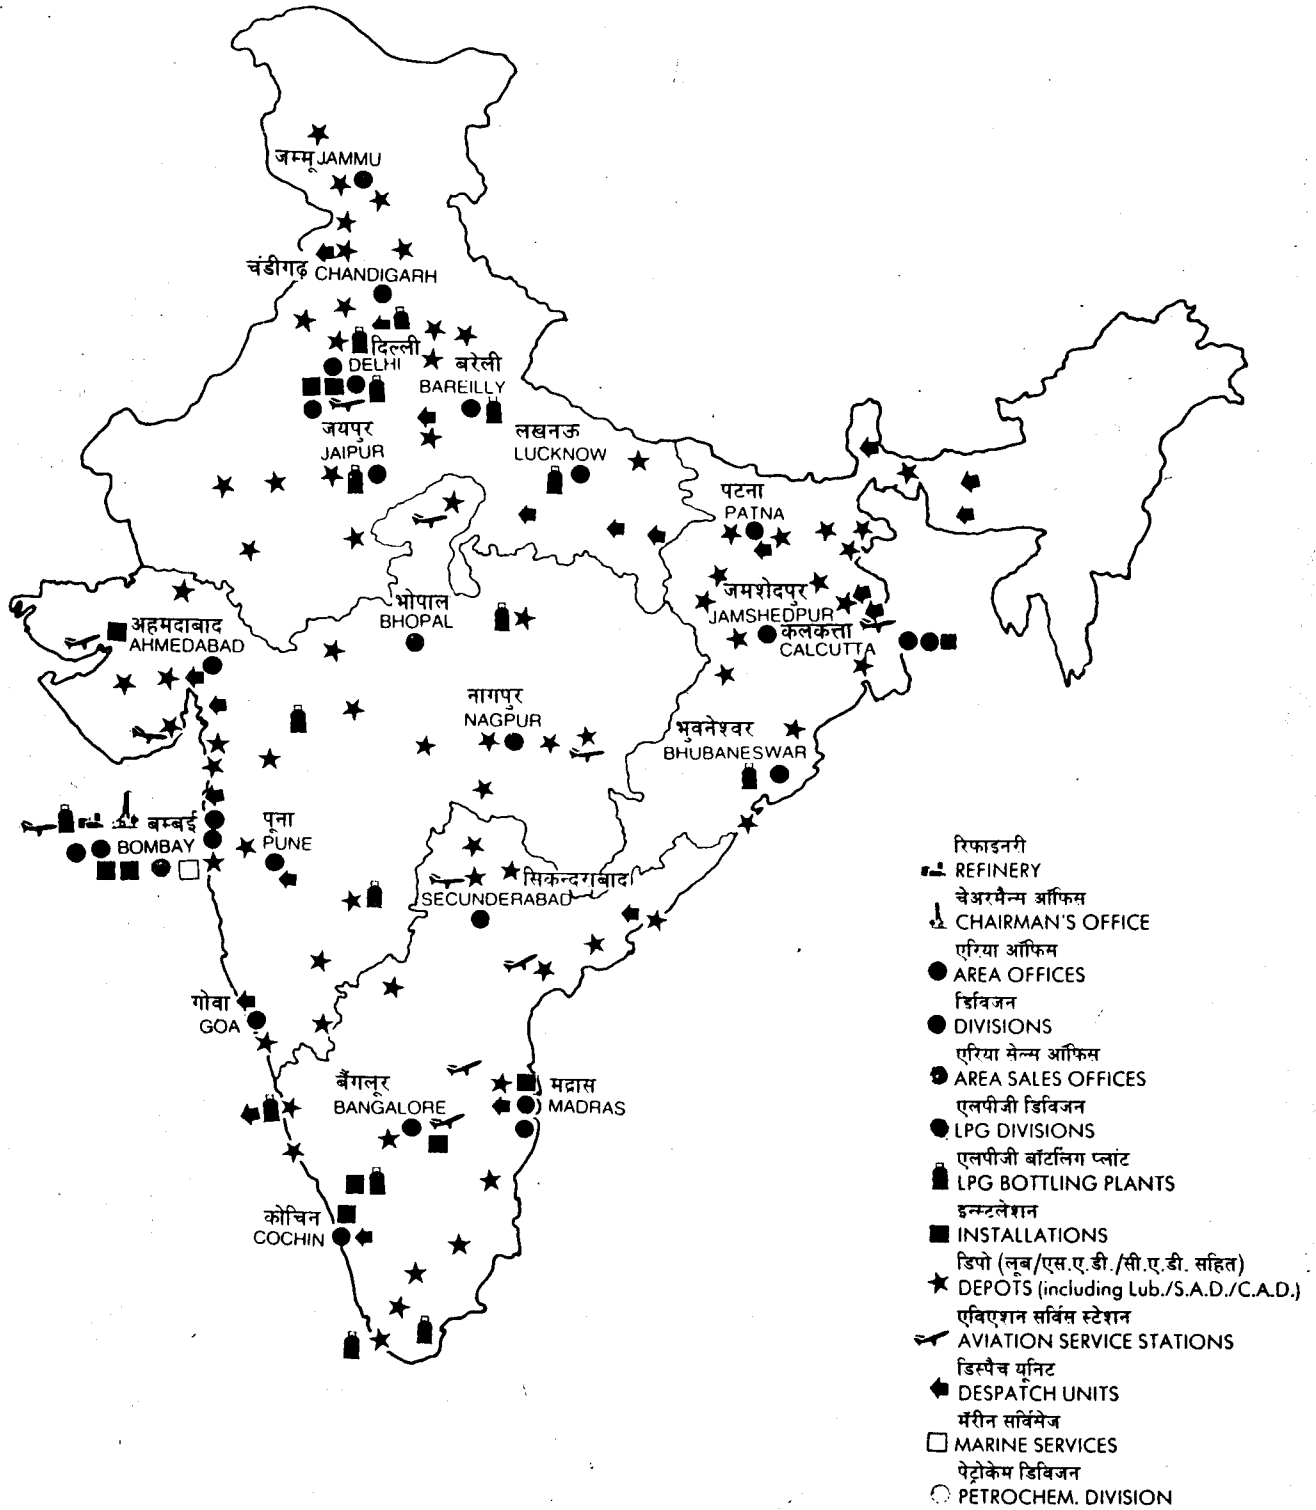 जम्मू JAMMU
चंडीगढ़ CHANDIGARH
दिल्ली
DELHI
बरेली
BAREILLY
जयपुर
JAIPUR
लखनऊ
LUCKNOW
पटना
PATNA
भोपाल
BHOPAL
जमशेदपुर
JAMSHEDPUR
कलकत्ता
CALCUTTA
अहमदाबाद
AHMEDABAD
नागपुर
NAGPUR
भुवनेश्वर
BHUBANESWAR
बम्बई
BOMBAY
पूना
PUNE
सिकन्दराबाद
SECUNDERABAD
गोवा
GOA
बैंगलूर
BANGALORE
मद्रास
MADRAS
कोचिन
COCHIN
रिफाइनरी
REFINERY
चेअरमैन्स ऑफिस
CHAIRMAN'S OFFICE
एरिया ऑफिस
AREA OFFICES
डिविजन
DIVISIONS
एरिया सेल्स ऑफिस
AREA SALES OFFICES
एलपीजी डिविजन
LPG DIVISIONS
एलपीजी बॉटलिंग प्लांट
LPG BOTTLING PLANTS
इन्स्टलेशन
INSTALLATIONS
डिपो (लूब/एस.ए.डी./सी.ए.डी. सहित)
DEPOTS (including Lub./S.A.D./C.A.D.)
एविएशन सर्विस स्टेशन
AVIATION SERVICE STATIONS
डिस्पैच यूनिट
DESPATCH UNITS
मॅरीन सर्विसेज
MARINE SERVICES
पेट्रोकेम डिविजन
PETROCHEM. DIVISION